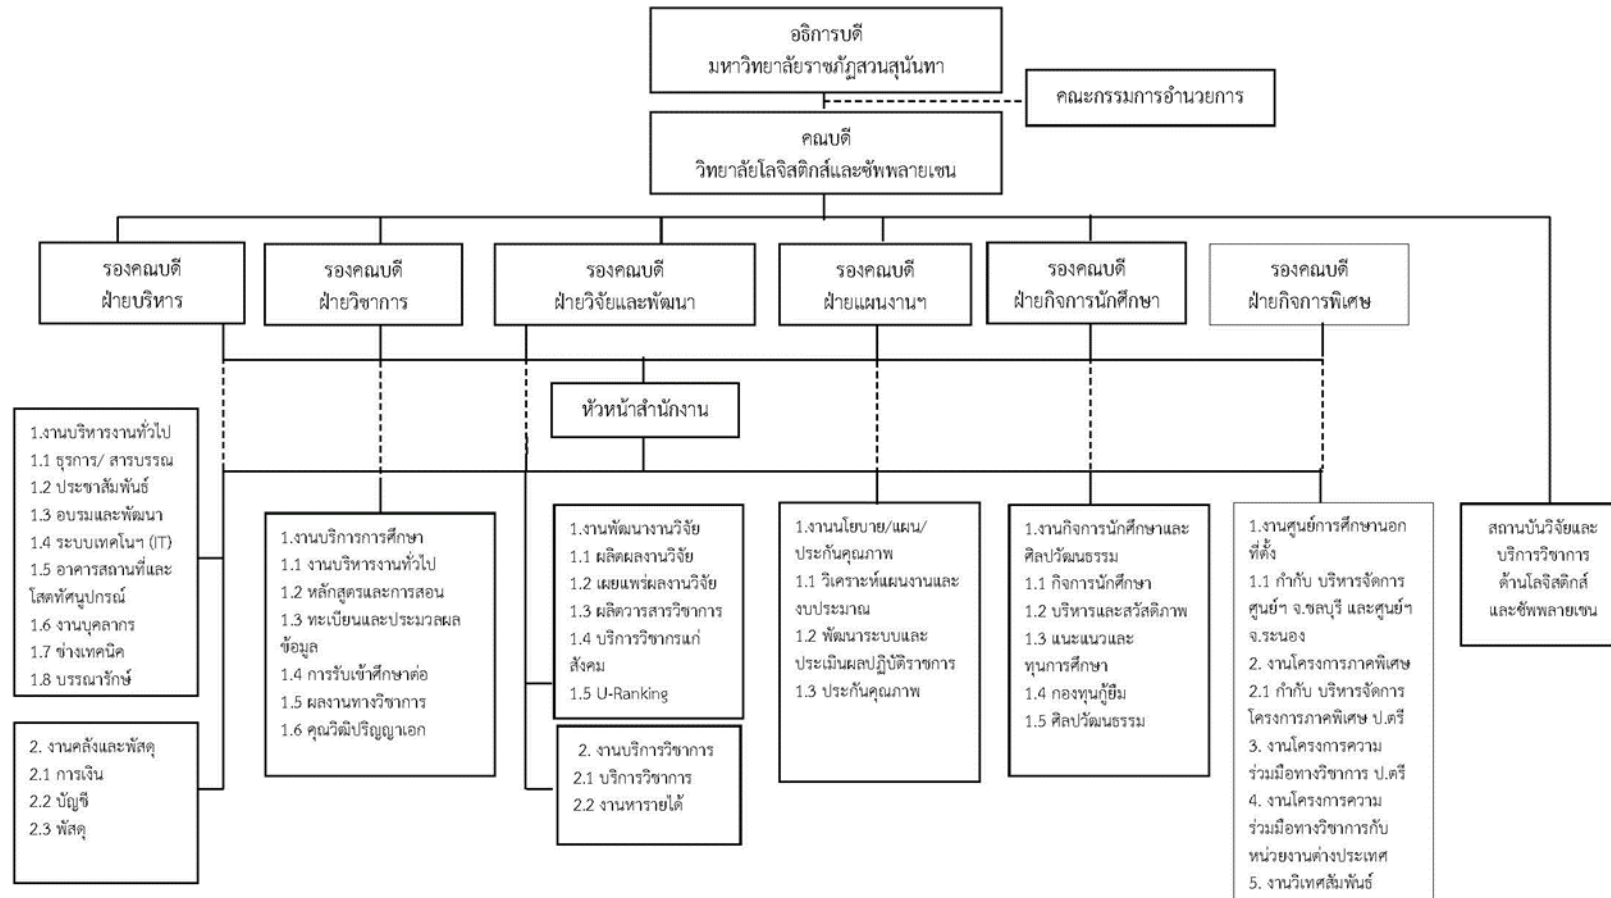 อธิการบดี
มหาวิทยาลัยราชภัฏสวนสุนันทา
คณะกรรมการอำนวยการ
คณบดี
วิทยาลัยโลจิสติกส์และซัพพลายเชน
รองคณบดี
ฝ่ายบริหาร
รองคณบดี
ฝ่ายวิชาการ
รองคณบดี
ฝ่ายวิจัยและพัฒนา
รองคณบดี
ฝ่ายแผนงานฯ
รองคณบดี
ฝ่ายกิจการนักศึกษา
รองคณบดี
ฝ่ายกิจการพิเศษ
หัวหน้าสำนักงาน
1.งานบริหารงานทั่วไป
1.1 ธุรการ/ สารบรรณ
1.2 ประชาสัมพันธ์
1.3 อบรมและพัฒนา
1.4 ระบบเทคโนฯ (IT)
1.5 อาคารสถานที่และ
โสตทัศนูปกรณ์
1.6 งานบุคลากร
1.7 ช่างเทคนิค
1.8 บรรณารักษ์
2. งานคลังและพัสดุ
2.1 การเงิน
2.2 บัญชี
2.3 พัสดุ
1.งานบริการการศึกษา
1.1 งานบริหารงานทั่วไป
1.2 หลักสูตรและการสอน
1.3 ทะเบียนและประมวลผล
ข้อมูล
1.4 การรับเข้าศึกษาต่อ
1.5 ผลงานทางวิชาการ
1.6 คุณวุฒิปริญญาเอก
1.งานพัฒนางานวิจัย
1.1 ผลิตผลงานวิจัย
1.2 เผยแพร่ผลงานวิจัย
1.3 ผลิตวารสารวิชาการ
1.4 บริการวิชากรแก่
สังคม
1.5 U-Ranking
2. งานบริการวิชาการ
2.1 บริการวิชาการ
2.2 งานหารายได้
1.งานนโยบาย/แผน/
ประกันคุณภาพ
1.1 วิเคราะห์แผนงานและ
งบประมาณ
1.2 พัฒนาระบบและ
ประเมินผลปฏิบัติราชการ
1.3 ประกันคุณภาพ
1.งานกิจการนักศึกษาและ
ศิลปวัฒนธรรม
1.1 กิจการนักศึกษา
1.2 บริหารและสวัสดิภาพ
1.3 แนะแนวและ
ทุนการศึกษา
1.4 กองทุนกู้ยืม
1.5 ศิลปวัฒนธรรม
1.งานศูนย์การศึกษานอก
ที่ตั้ง
1.1 กำกับ บริหารจัดการ
ศูนย์ฯ จ.ชลบุรี และศูนย์ฯ
จ.ระนอง
2. งานโครงการภาคพิเศษ
2.1 กำกับ บริหารจัดการ
โครงการภาคพิเศษ ป.ตรี
3. งานโครงการความ
ร่วมมือทางวิชาการ ป.ตรี
4. งานโครงการความ
ร่วมมือทางวิชาการกับ
หน่วยงานต่างประเทศ
5. งานวิเทศสัมพันธ์
สถาบันวิจัยและ
บริการวิชาการ
ด้านโลจิสติกส์
และซัพพลายเชน